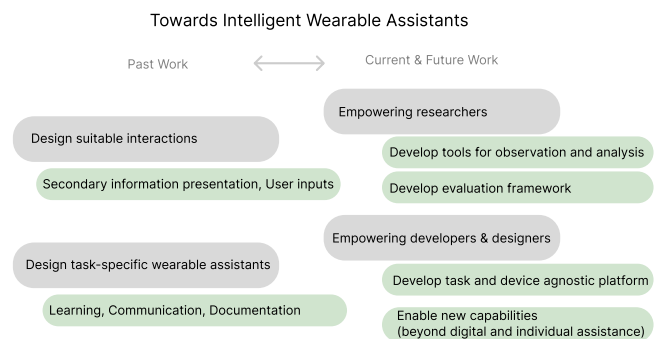 Towards Intelligent Wearable Assistants
Past Work
Current & Future Work
Design suitable interactions
Secondary information presentation, User inputs
Design task-specific wearable assistants
Learning, Communication, Documentation
Empowering researchers
Develop tools for observation and analysis
Develop evaluation framework
Empowering developers & designers
Develop task and device agnostic platform
Enable new capabilities
(beyond digital and individual assistance)